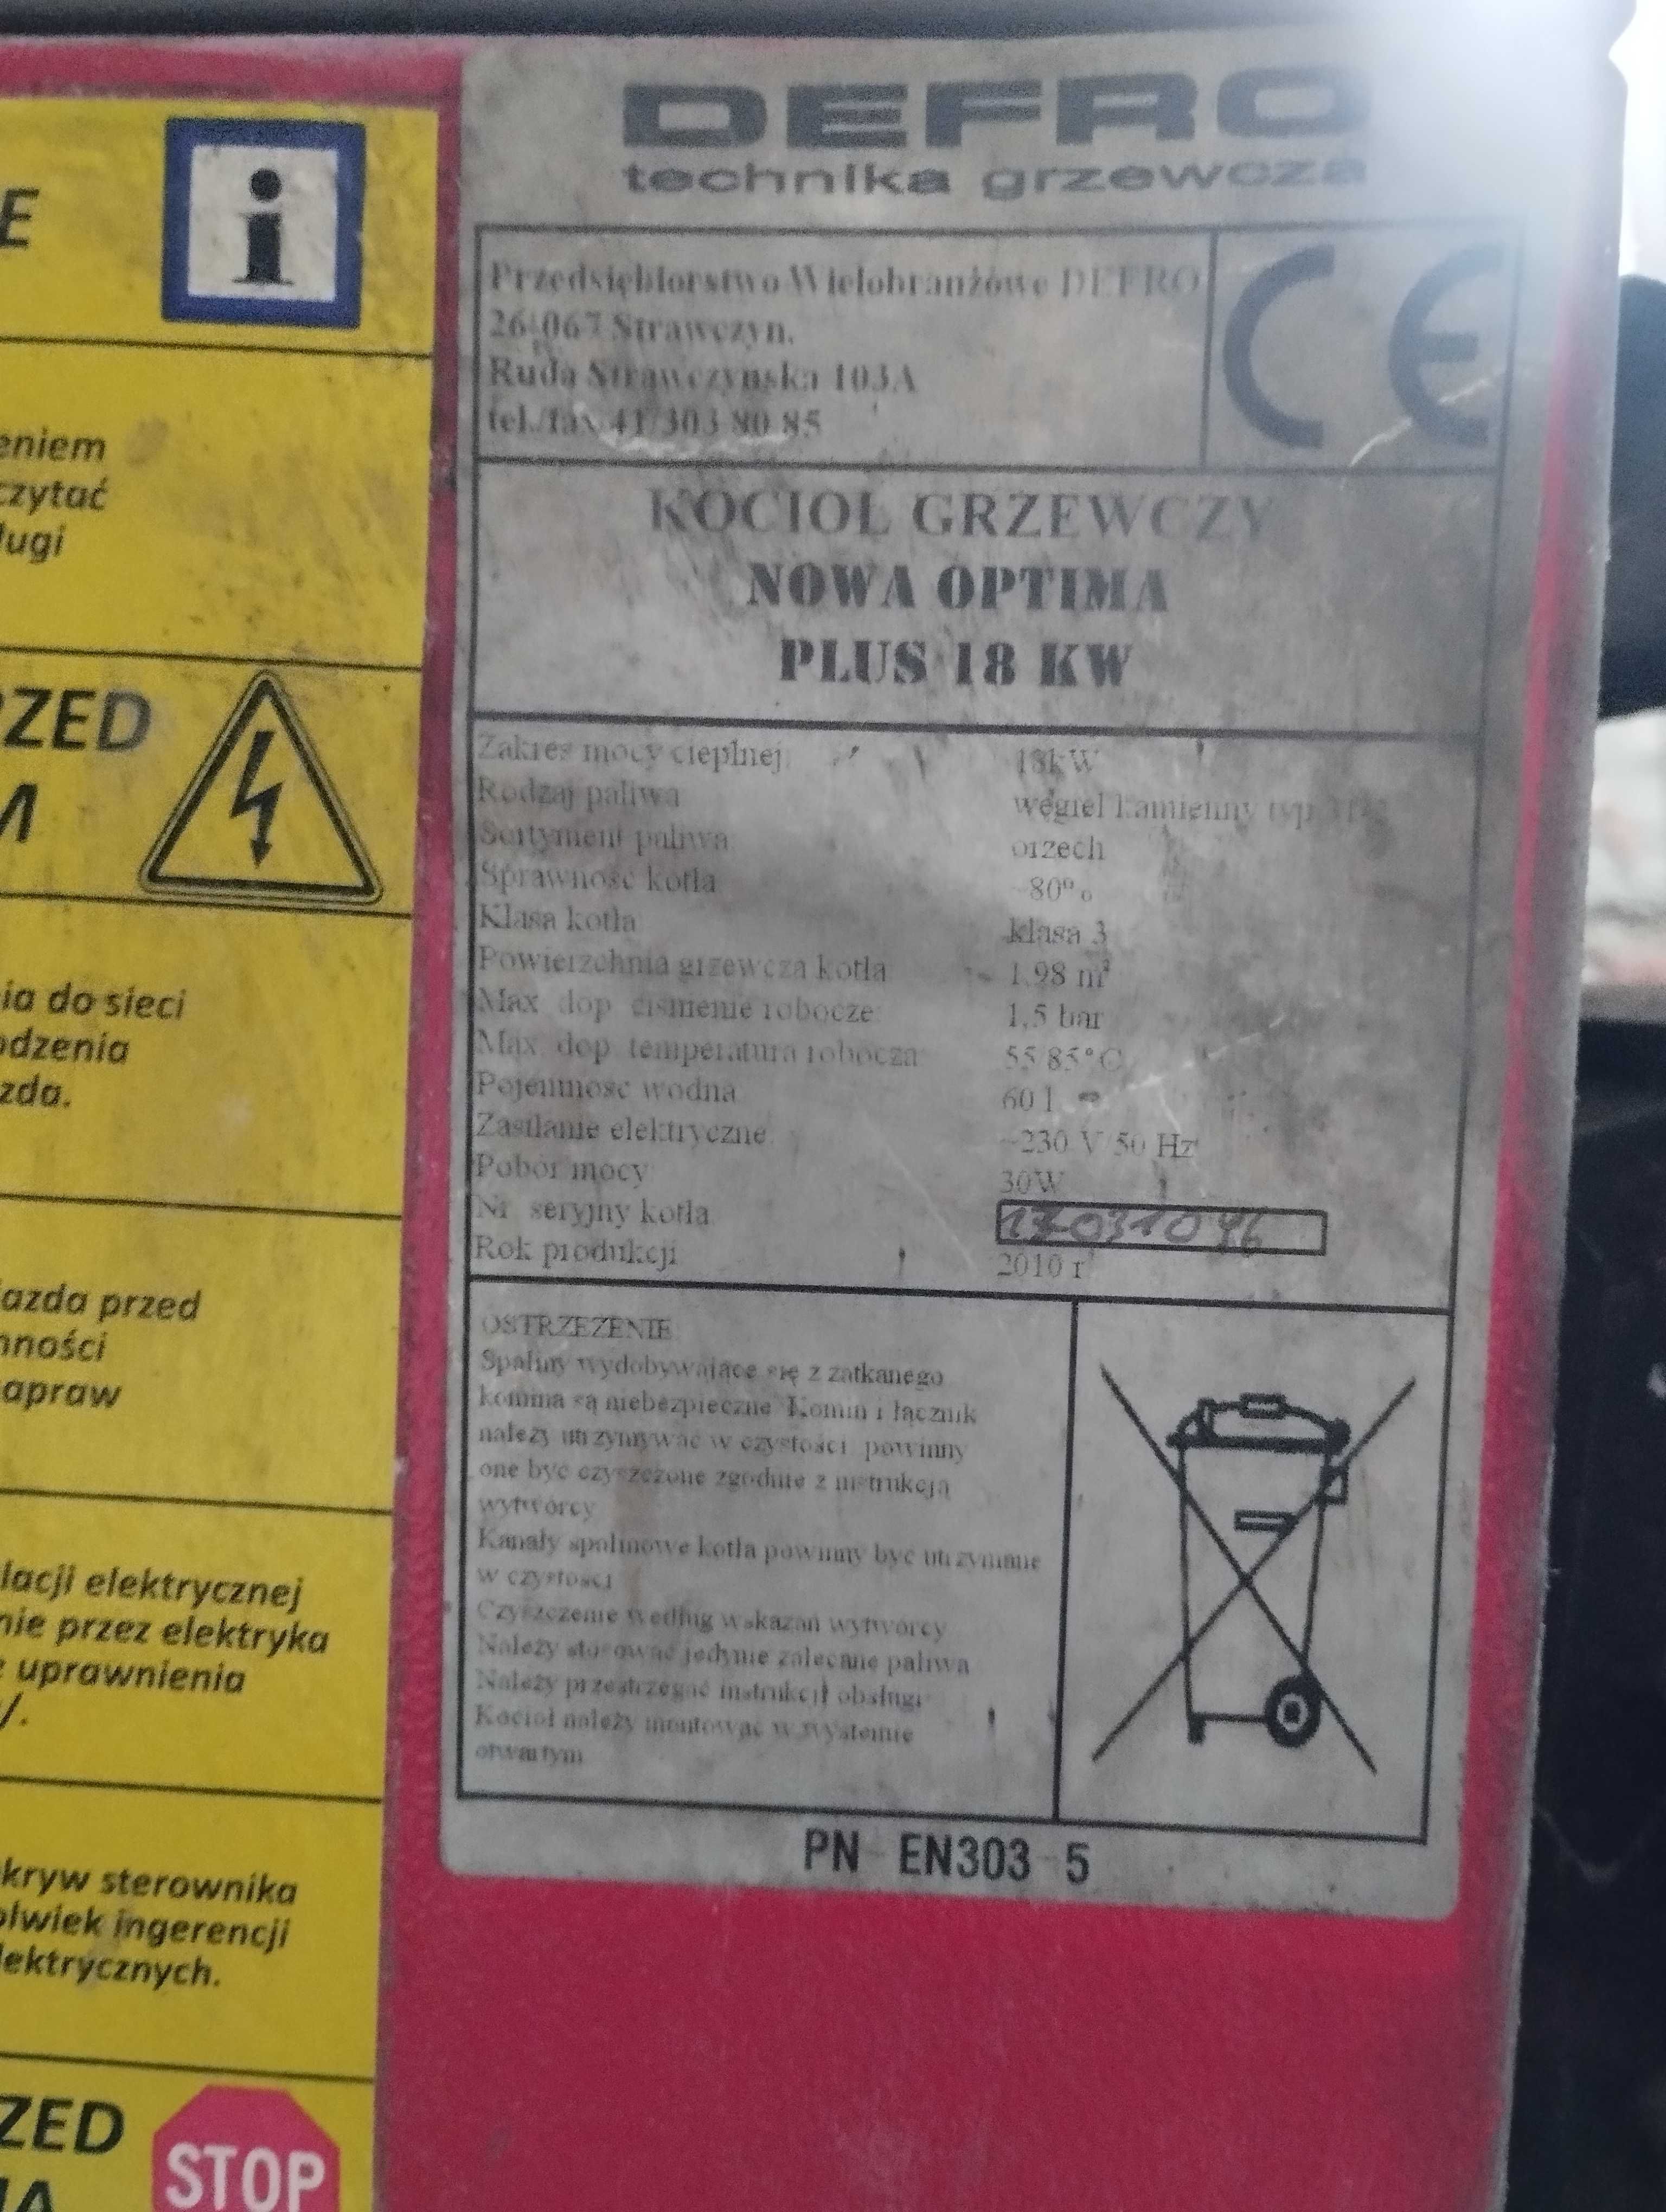 DEFRO
technika grzewcza
Przedsiębiorstwo Wielobranżowe DEFRO
26-067 Strawczyn,
Ruda Strawczynska 103A
tel./fax 41/303 80 85
CE
KOCIOŁ GRZEWCZY
NOWA OPTIMA
PLUS 18 KW
Zakres mocy cieplnej 18kW
Rodzaj paliwa węgiel kamienny typ
Sortyment paliwa orzech
Sprawność kotła ~80%
Klasa kotła klasa 3
Powierzchnia grzewcza kotła 1,98 m²
Max. dop. ciśnienie robocze: 1,5 bar
Max. dop. temperatura robocza: 55/85°C
Pojemność wodna 60 l
Zasilanie elektryczne ~230 V/50 Hz
Pobór mocy 30W
Nr seryjny kotła
Rok produkcji 2010 r
OSTRZEŻENIE
Spaliny wydobywające się z zatkanego
komina są niebezpieczne Komin i łącznik
należy utrzymywać w czystości powinny
one być czyszczone zgodnie z instrukcją
wytwórcy
Kanały spalinowe kotła powinny być utrzymane
w czystości
Czyszczenie według wskazań wytwórcy
Należy stosować jedynie zalecane paliwa
Należy przestrzegać instrukcji obsługi
Kocioł należy montować w systemie
otwartym
PN EN303 5
E
i
eniem
czytać
ługi
RZED
M
ia do sieci
odzenia
zda.
azda przed
nności
apraw
lacji elektrycznej
nie przez elektryka
uprawnienia
/.
kryw sterownika
olwiek ingerencji
lektrycznych.
ZED
IA
STOP